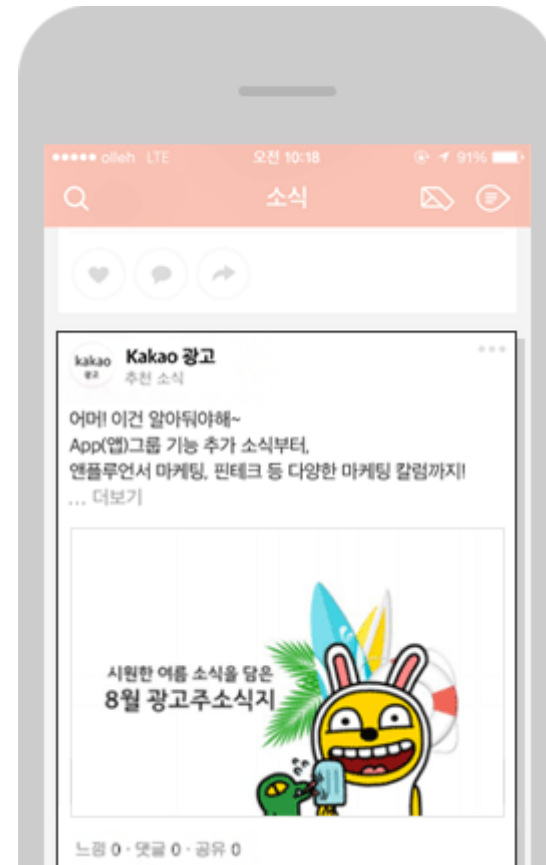 olleh LTE 오전 10:18 91%
소식
kakao 광고
Kakao 광고
추천 소식
어머! 이건 알아둬야해~
App(앱)그룹 기능 추가 소식부터,
앤플루언서 마케팅, 핀테크 등 다양한 마케팅 칼럼까지!
... 더보기
시원한 여름 소식을 담은
8월 광고주소식지
느낌 0 · 댓글 0 · 공유 0